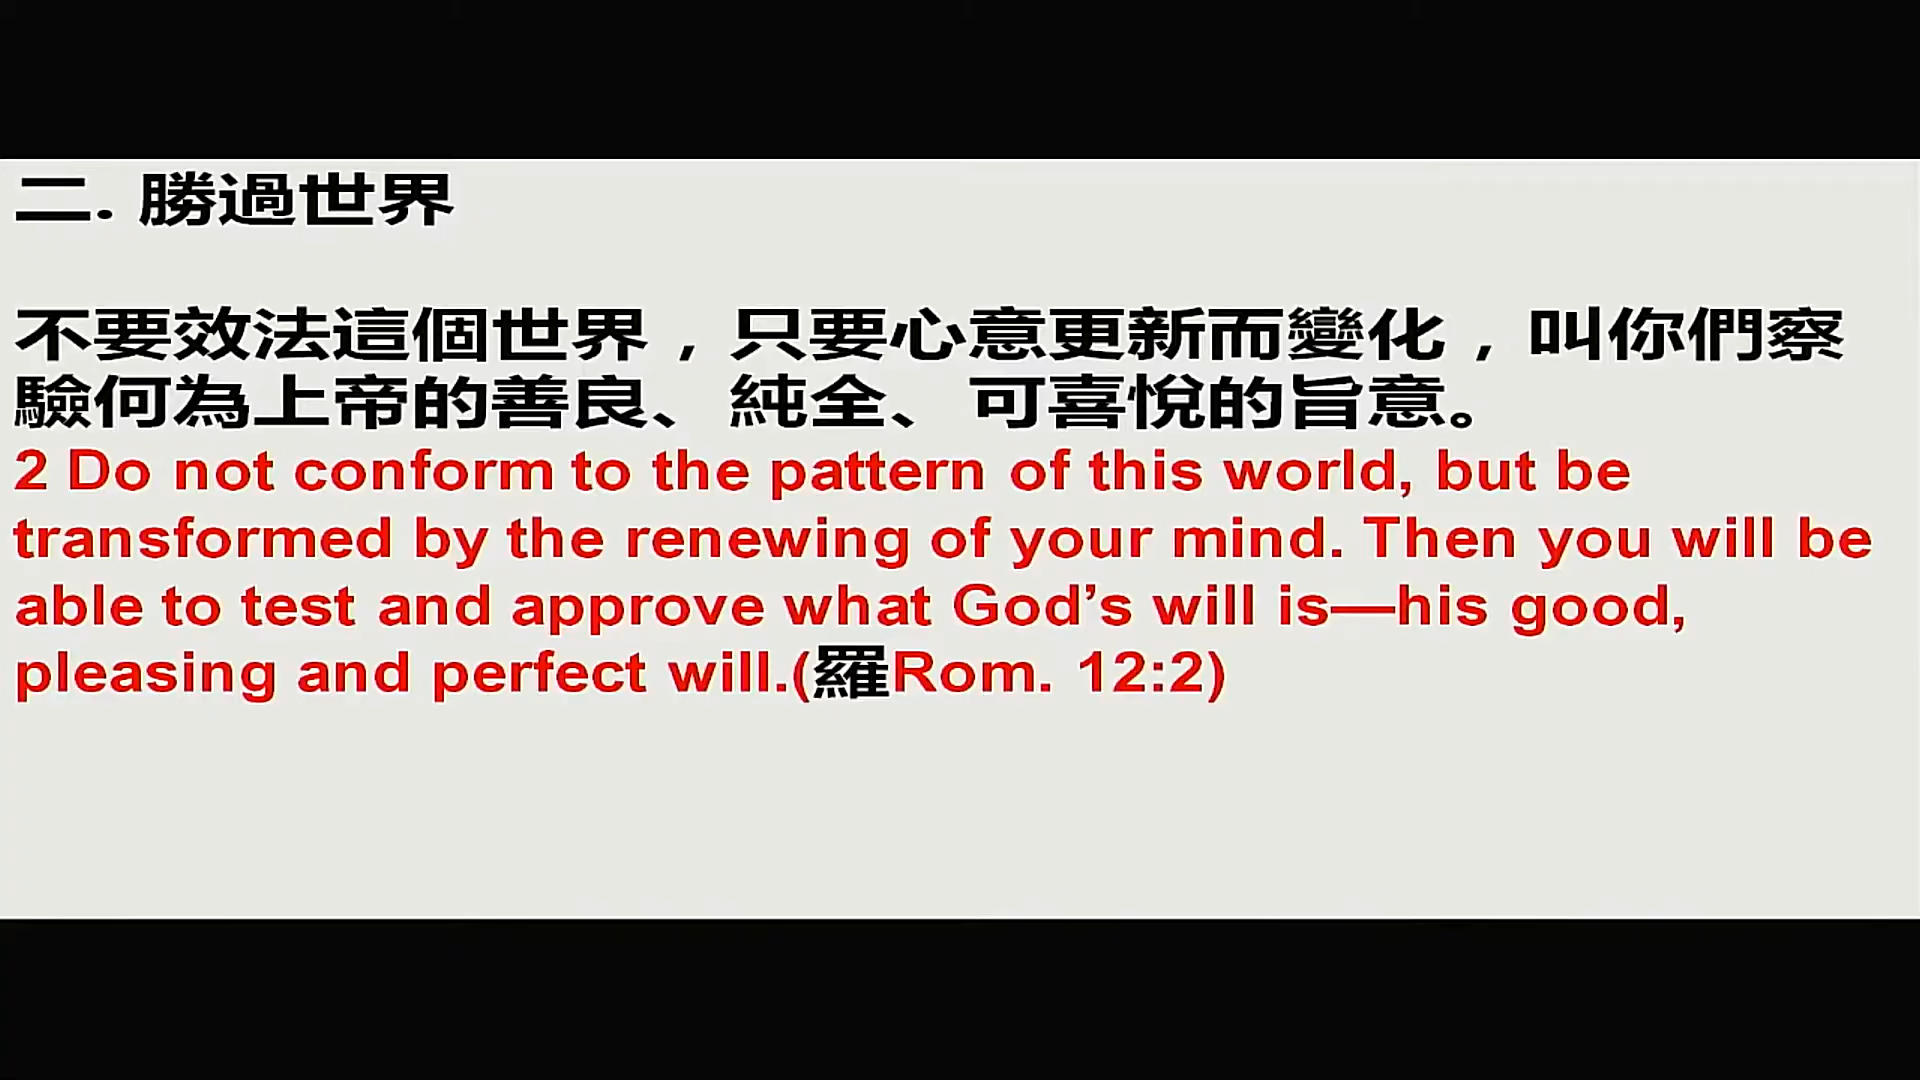 二. 勝過世界
不要效法這個世界，只要心意更新而變化，叫你們察
驗何為上帝的善良、純全、可喜悅的旨意。
2 Do not conform to the pattern of this world, but be
transformed by the renewing of your mind. Then you will be
able to test and approve what God’s will is—his good,
pleasing and perfect will.(羅Rom. 12:2)